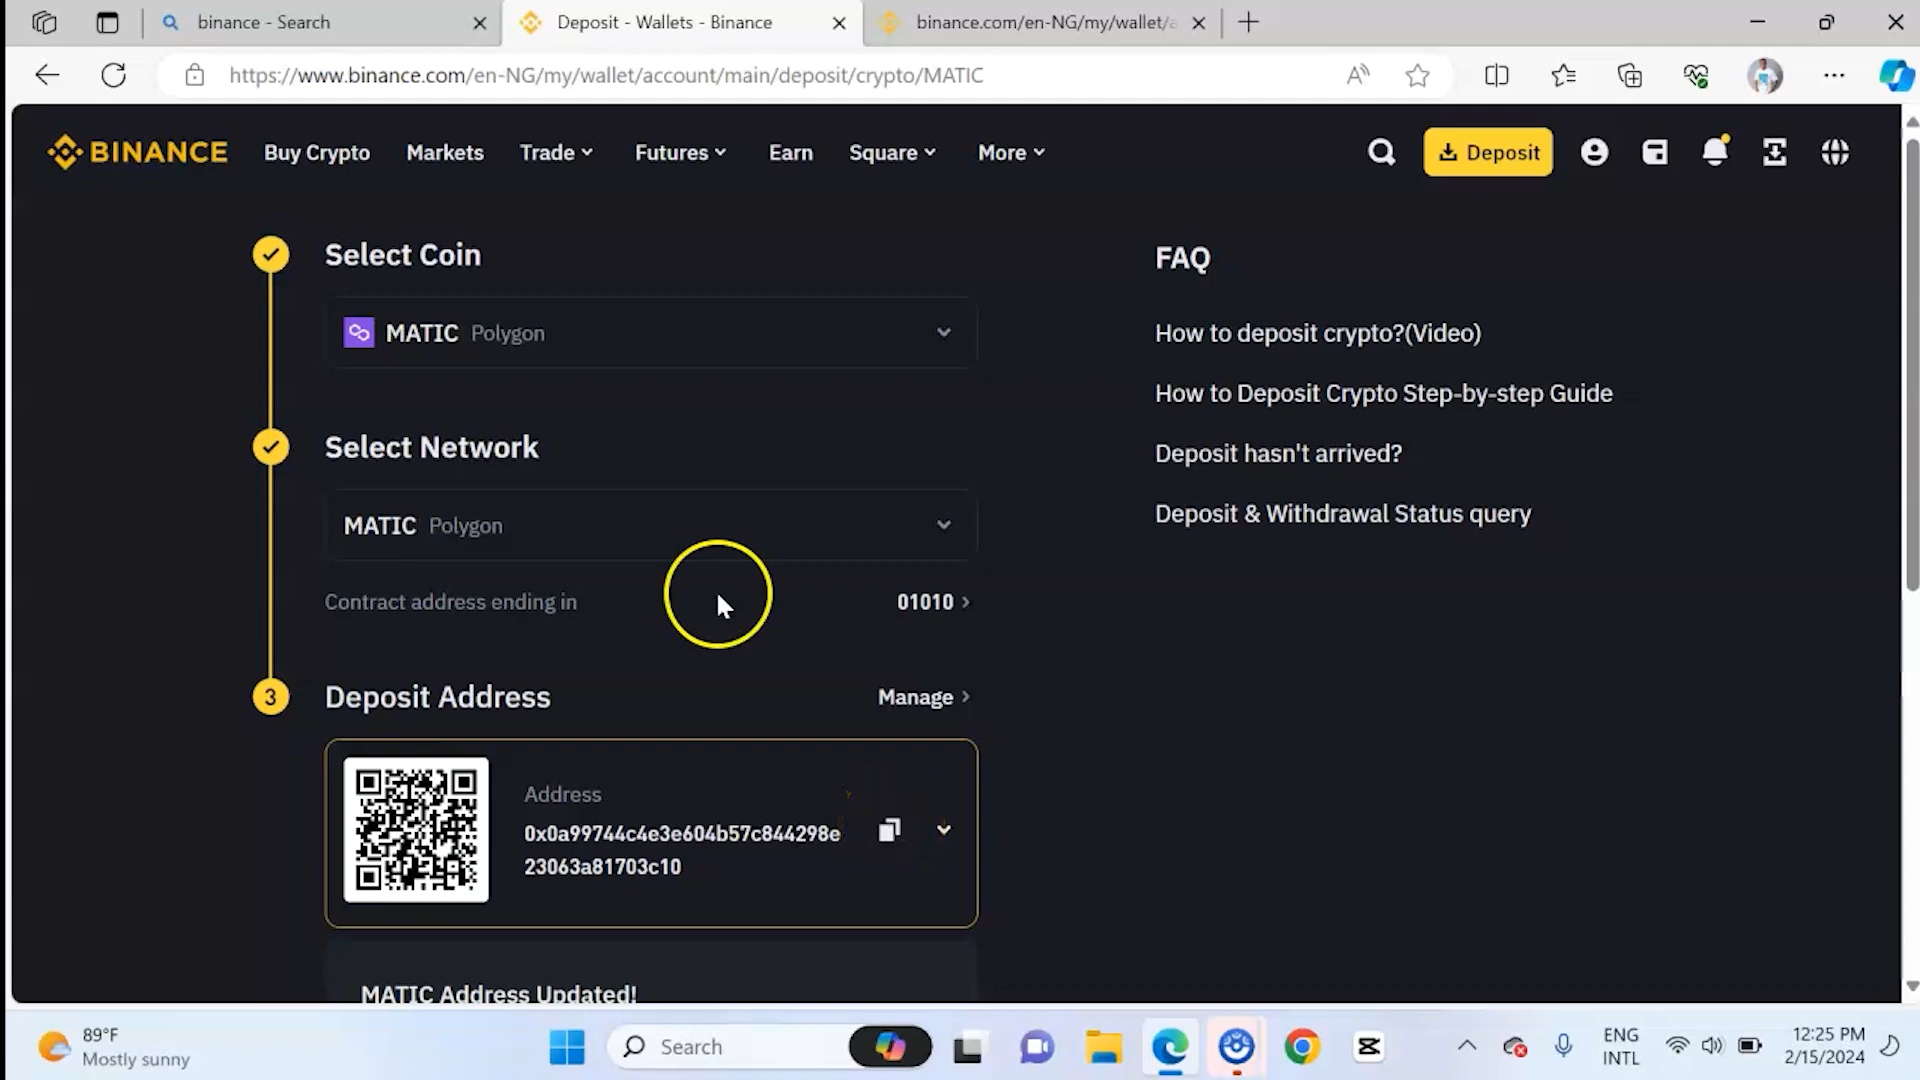 binance - Search
Deposit - Wallets - Binance
binance.com/en-NG/my/wallet/a
https://www.binance.com/en-NG/my/wallet/account/main/deposit/crypto/MATIC
BINANCE
Buy Crypto
Markets
Trade
Futures
Earn
Square
More
Deposit
Select Coin
MATIC Polygon
Select Network
MATIC Polygon
Contract address ending in
01010
3
Deposit Address
Manage
Address
0x0a99744c4e3e604b57c844298e
23063a81703c10
MATIC Address Updated!
FAQ
How to deposit crypto?(Video)
How to Deposit Crypto Step-by-step Guide
Deposit hasn't arrived?
Deposit & Withdrawal Status query
89°F
Mostly sunny
Search
ENG
INTL
12:25 PM
2/15/2024